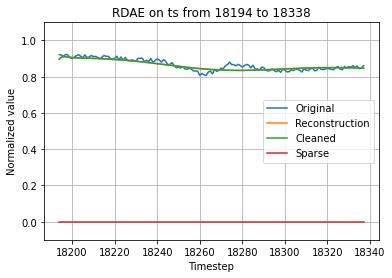 RDAE on ts from 18194 to 18338
Normalized value
1.0
0.8
0.6
0.4
0.2
0.0
Original
Reconstruction
Cleaned
Sparse
18200 18220 18240 18260 18280 18300 18320 18340
Timestep